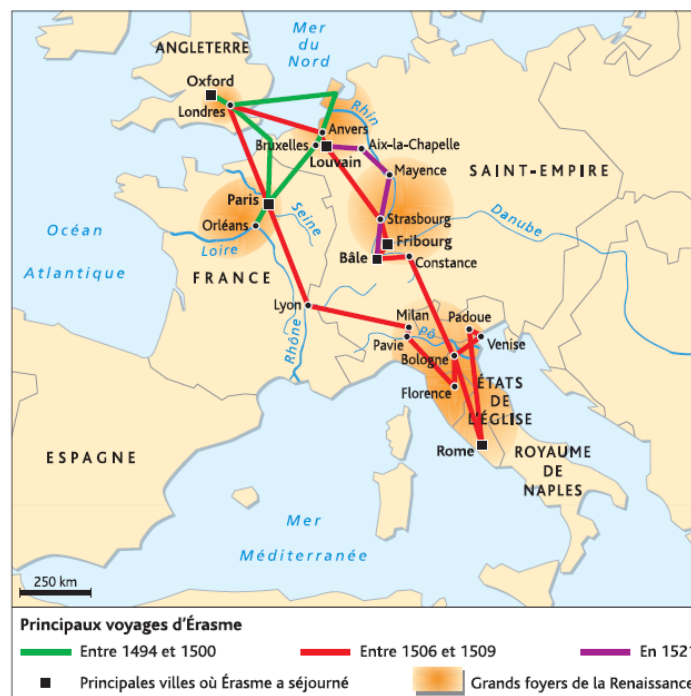 Mer
du
Nord
ANGLETERRE
Oxford
Londres
Rhin
Anvers
Bruxelles
Louvain
Aix-la-Chapelle
Mayence
SAINT-EMPIRE
Paris
Seine
Strasbourg
Orléans
Fribourg
Danube
Océan
Atlantique
Loire
Bâle
Constance
FRANCE
Lyon
Rhône
Milan
Padoue
Pô
Pavie
Venise
Bologne
Florence
ÉTATS
DE
L'ÉGLISE
Rome
ROYAUME
DE
NAPLES
ESPAGNE
Mer
Méditerranée
250 km
Principaux voyages d'Érasme
Entre 1494 et 1500
Entre 1506 et 1509
En 1521
Principales villes où Érasme a séjourné
Grands foyers de la Renaissance